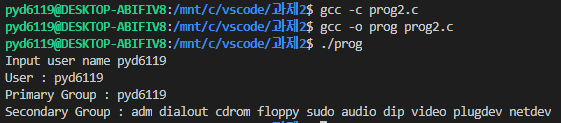 pyd6119@DESKTOP-ABIFIV8:/mnt/c/vscode/과제2$ gcc -c prog2.c
pyd6119@DESKTOP-ABIFIV8:/mnt/c/vscode/과제2$ gcc -o prog prog2.c
pyd6119@DESKTOP-ABIFIV8:/mnt/c/vscode/과제2$ ./prog
Input user name pyd6119
User : pyd6119
Primary Group : pyd6119
Secondary Group : adm dialout cdrom floppy sudo audio dip video plugdev netdev